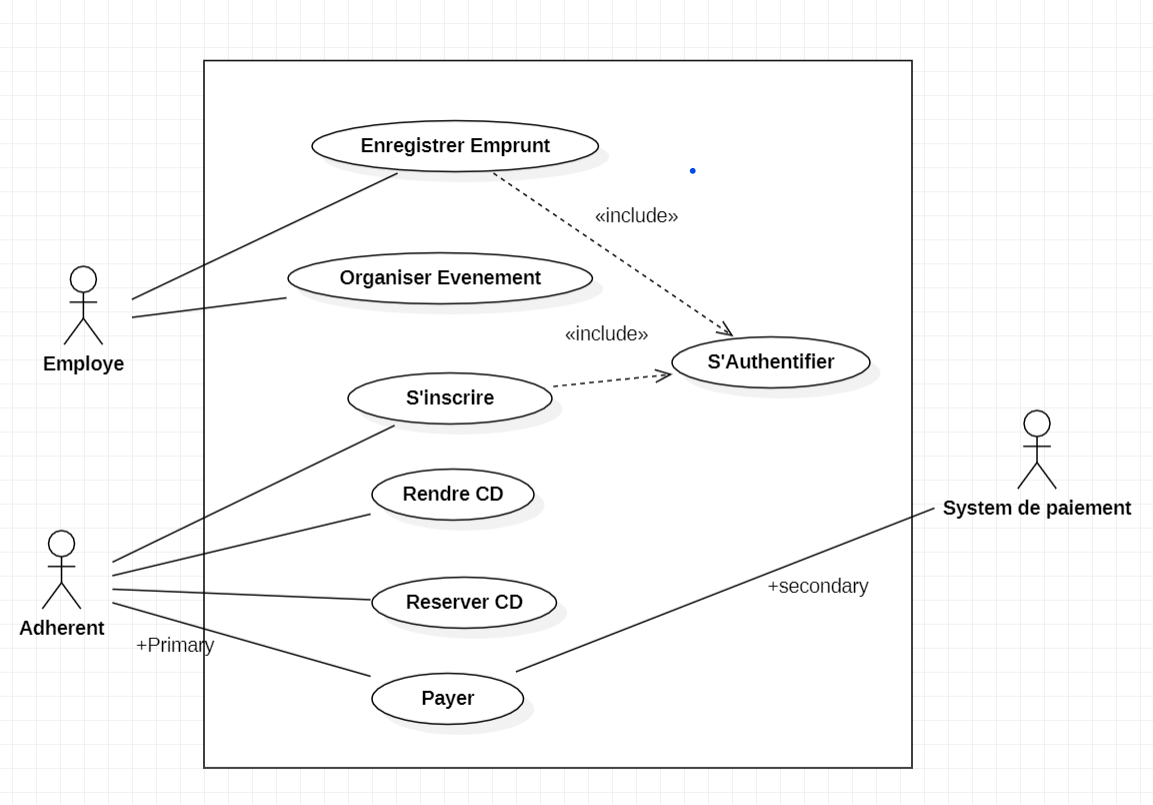 Enregistrer Emprunt
«include»
Organiser Evenement
«include»
Employe
S'Authentifier
S'inscrire
Rendre CD
System de paiement
+secondary
Reserver CD
Adherent
+Primary
Payer